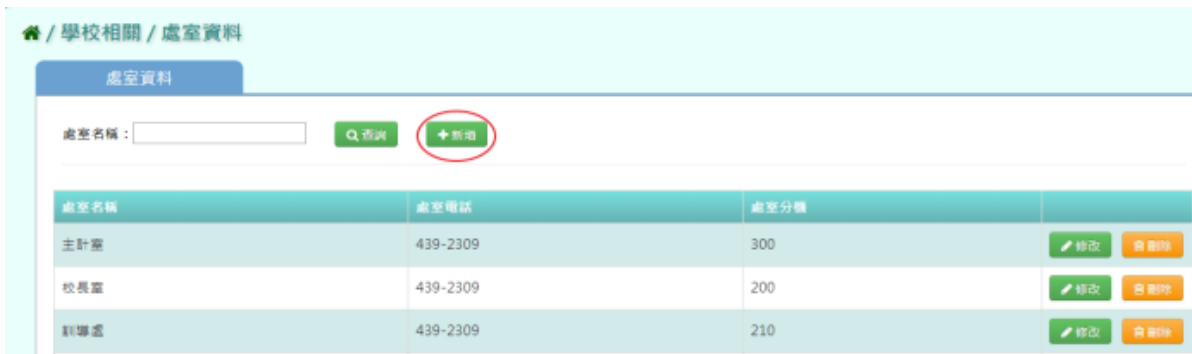 / 學校相關 / 處室資料
處室資料
處室名稱：
查詢
新增
處室名稱 處室電話 處室分機
主計室 439-2309 300 修改 刪除
校長室 439-2309 200 修改 刪除
訓導處 439-2309 210 修改 刪除